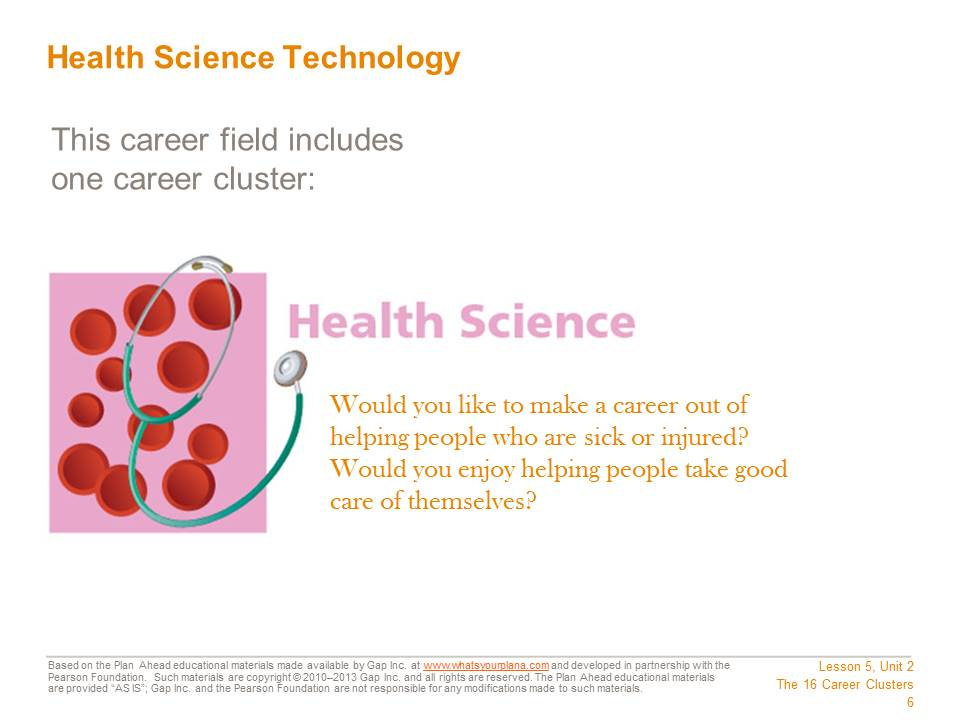 Health Science Technology
This career field includes
one career cluster:
Health Science
Would you like to make a career out of
helping people who are sick or injured?
Would you enjoy helping people take good
care of themselves?
Based on the Plan Ahead educational materials made available by Gap Inc. at www.whatsyourplana.com and developed in partnership with the
Pearson Foundation. Such materials are copyright © 2010–2013 Gap Inc. and all rights are reserved. The Plan Ahead educational materials
are provided “AS IS”; Gap Inc. and the Pearson Foundation are not responsible for any modifications made to such materials.
Lesson 5, Unit 2
The 16 Career Clusters
6